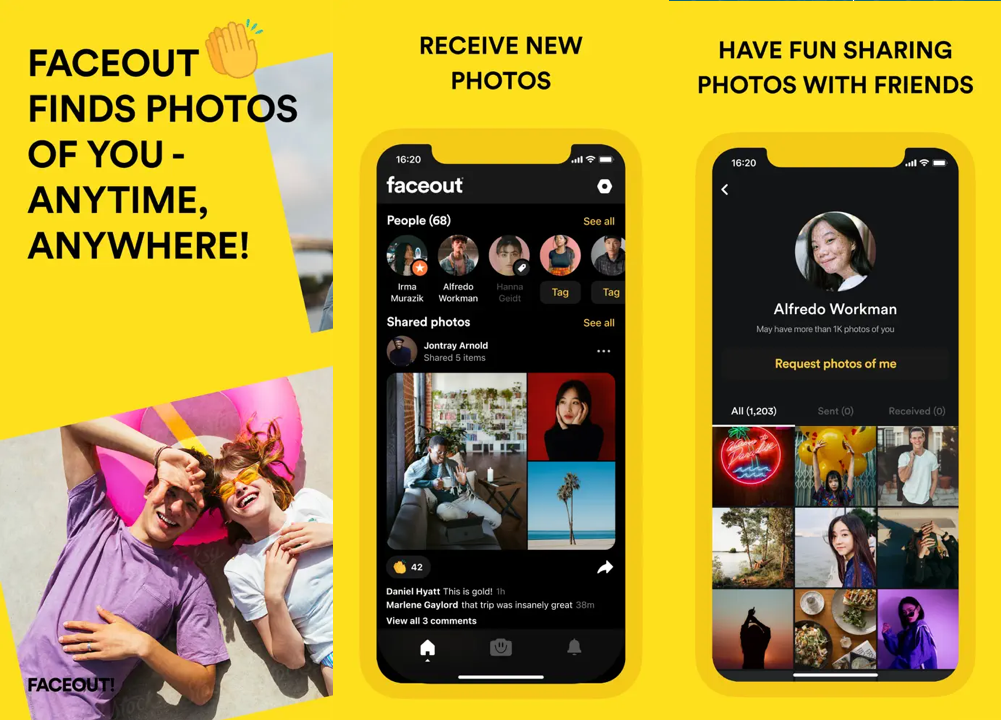 FACEOUT
FINDS PHOTOS
OF YOU -
ANYTIME,
ANYWHERE!
FACEOUT!
RECEIVE NEW
PHOTOS
16:20
faceout
People (68)
See all
Irma
Murazik
Alfredo
Workman
Hanna
Geidt
Tag
Tag
Shared photos
See all
Jontray Arnold
Shared 5 items
42
Daniel Hyatt This is gold! 1h
Marlene Gaylord that trip was insanely great 38m
View all 3 comments
HAVE FUN SHARING
PHOTOS WITH FRIENDS
16:20
Alfredo Workman
May have more than 1K photos of you
Request photos of me
All (1,203)
Sent (0)
Received (0)